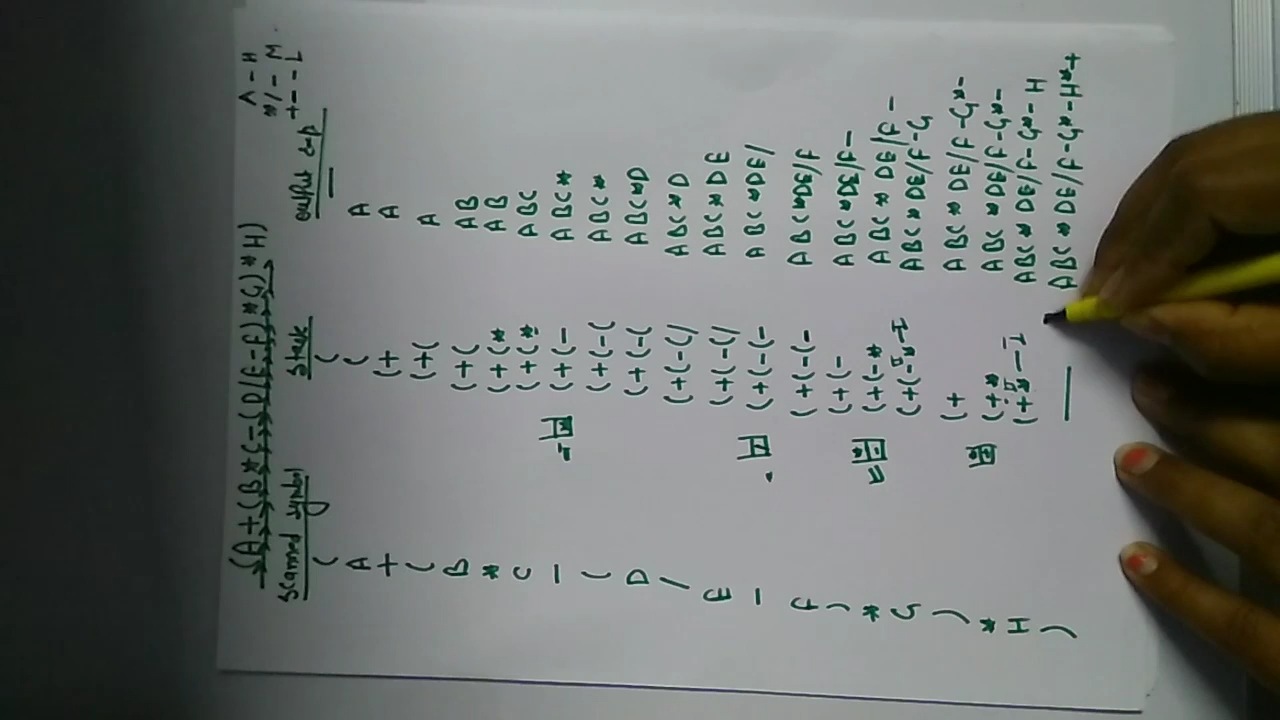 (A+(B*C-(D/E-F)*G)*H) ^ - H
*/ - M
+- - L
scanned symbol stack output exp
( (
A ( A
+ (+ A
( (+( A
B (+( AB
* (+(* AB
C (+(* ABC
- (+(- ABC*
( (+(-( ABC*
D (+(-( ABC*D
/ (+(-(/ ABC*D
E (+(-(/ ABC*DE
- (+(-(- ABC*DE/
F (+(-(- ABC*DE/F
) (+(- ABC*DE/F-
* (+(-* ABC*DE/F-
G (+(-* ABC*DE/F-G
) (+ ABC*DE/F-G*-
* (+* ABC*DE/F-G*-
H (+* ABC*DE/F-G*-H
) ABC*DE/F-G*-H*+